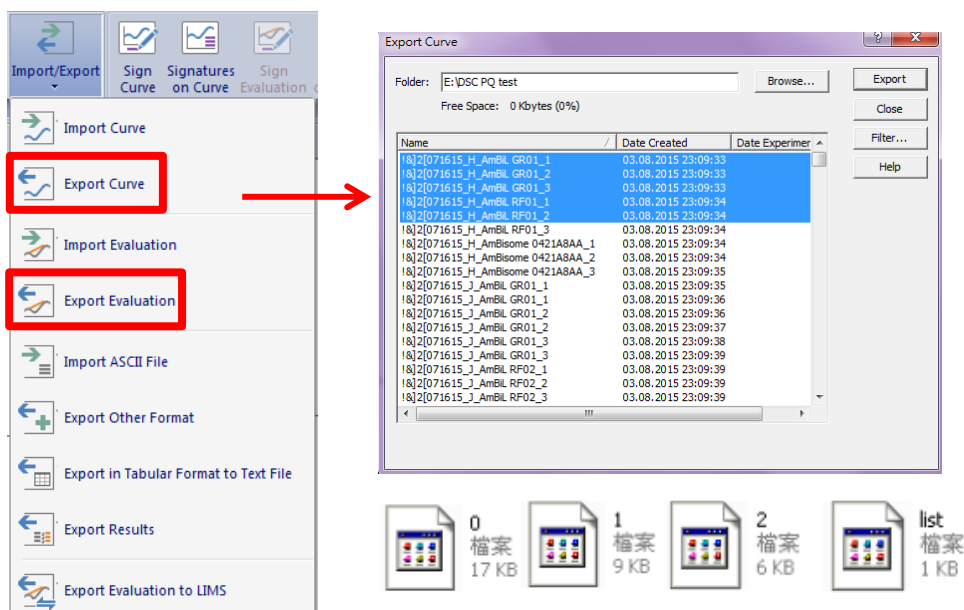 Import/Export
Sign
Curve
Signatures
on Curve
Sign
Evaluation
Import Curve
Export Curve
Import Evaluation
Export Evaluation
Import ASCII File
Export Other Format
Export in Tabular Format to Text File
Export Results
Export Evaluation to LIMS
Export Curve
Folder: E:\DSC PQ test
Browse...
Export
Free Space: 0 Kbytes (0%)
Close
Filter...
Help
Name / Date Created Date Experimer
!&]2[071615_H_AmBiL GR01_1 03.08.2015 23:09:33
!&]2[071615_H_AmBiL GR01_2 03.08.2015 23:09:33
!&]2[071615_H_AmBiL GR01_3 03.08.2015 23:09:33
!&]2[071615_H_AmBiL RF01_1 03.08.2015 23:09:34
!&]2[071615_H_AmBiL RF01_2 03.08.2015 23:09:34
!&]2[071615_H_AmBiL RF01_3 03.08.2015 23:09:34
!&]2[071615_H_AmBisome 0421A8AA_1 03.08.2015 23:09:34
!&]2[071615_H_AmBisome 0421A8AA_2 03.08.2015 23:09:34
!&]2[071615_H_AmBisome 0421A8AA_3 03.08.2015 23:09:35
!&]2[071615_J_AmBiL GR01_1 03.08.2015 23:09:35
!&]2[071615_J_AmBiL GR01_1 03.08.2015 23:09:36
!&]2[071615_J_AmBiL GR01_2 03.08.2015 23:09:36
!&]2[071615_J_AmBiL GR01_2 03.08.2015 23:09:37
!&]2[071615_J_AmBiL GR01_3 03.08.2015 23:09:38
!&]2[071615_J_AmBiL GR01_3 03.08.2015 23:09:39
!&]2[071615_J_AmBiL RF02_1 03.08.2015 23:09:39
!&]2[071615_J_AmBiL RF02_2 03.08.2015 23:09:39
!&]2[071615_J_AmBiL RF02_3 03.08.2015 23:09:39
0
檔案
17 KB
1
檔案
9 KB
2
檔案
6 KB
list
檔案
1 KB